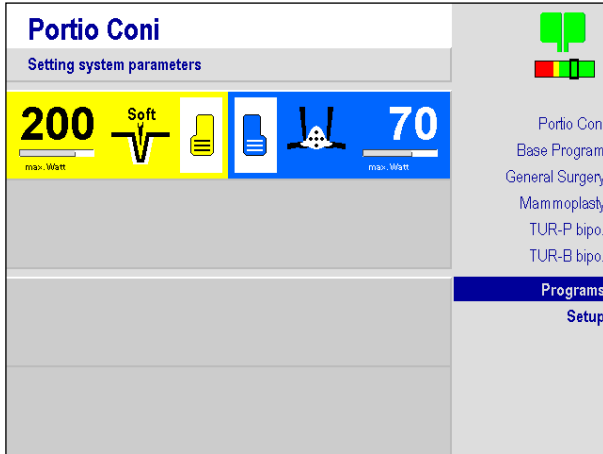 Portio Coni
Setting system parameters
200
Soft
max. Watt
70
max. Watt
Portio Coni
Base Program
General Surgery
Mammoplasty
TUR-P bipo.
TUR-B bipo.
Programs
Setup